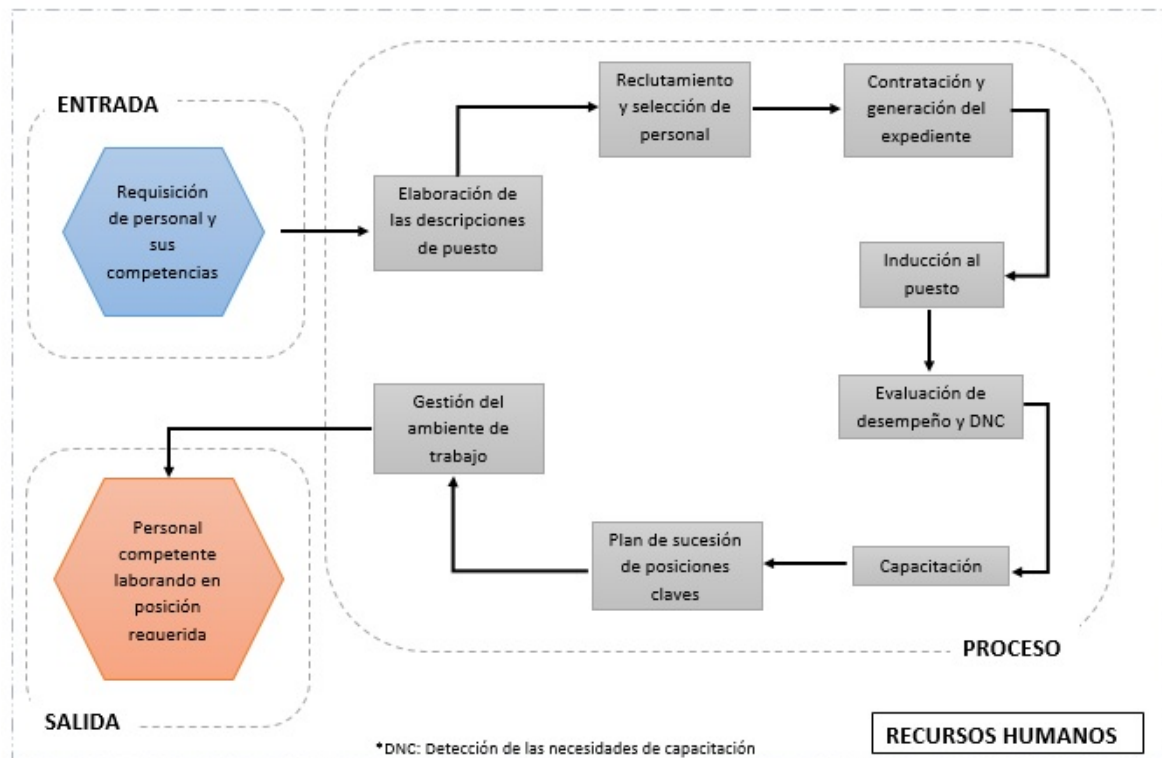 ENTRADA
Requisición
de personal y
sus
competencias
Elaboración de
las descripciones
de puesto
Reclutamiento
y selección de
personal
Contratación y
generación del
expediente
Inducción al
puesto
Evaluación de
desempeño y DNC
Capacitación
Plan de sucesión
de posiciones
claves
Gestión del
ambiente de
trabajo
PROCESO
Personal
competente
laborando en
posición
requerida
SALIDA
*DNC: Detección de las necesidades de capacitación
RECURSOS HUMANOS